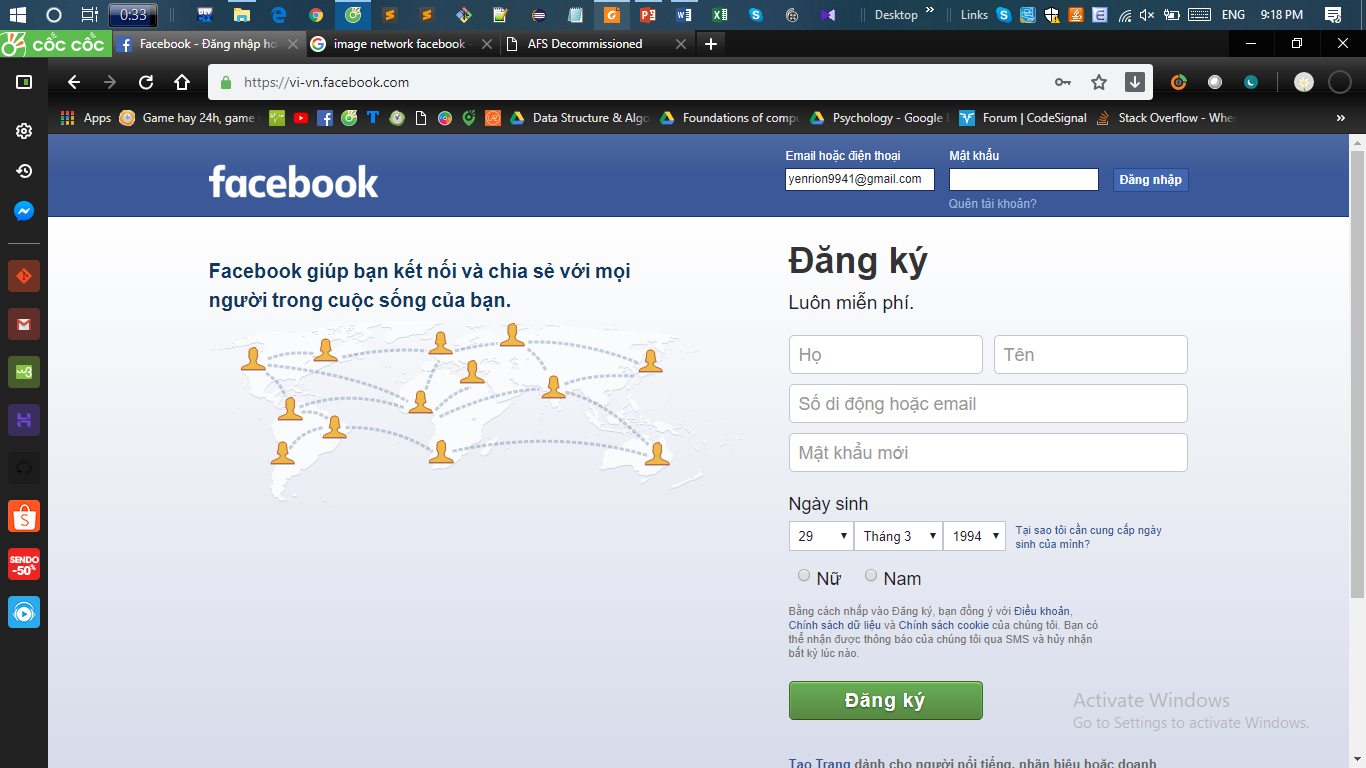 0:33
Desktop
»
Links
ENG
9:18 PM
cốc cốc
Facebook - Đăng nhập ho
image network facebook -
AFS Decommissioned
https://vi-vn.facebook.com
Apps
Game hay 24h, game
Data Structure & Algo
Foundations of compu
Psychology - Google D
Forum | CodeSignal
Stack Overflow - Whe
»
facebook
Email hoặc điện thoại
Mật khẩu
yenrion9941@gmail.com
Đăng nhập
Quên tài khoản?
Facebook giúp bạn kết nối và chia sẻ với mọi
người trong cuộc sống của bạn.
Đăng ký
Luôn miễn phí.
Họ
Tên
Số di động hoặc email
Mật khẩu mới
Ngày sinh
29
Tháng 3
1994
Tại sao tôi cần cung cấp ngày
sinh của mình?
Nữ
Nam
Bằng cách nhấp vào Đăng ký, bạn đồng ý với Điều khoản,
Chính sách dữ liệu và Chính sách cookie của chúng tôi. Bạn có
thể nhận được thông báo của chúng tôi qua SMS và hủy nhận
bất kỳ lúc nào.
Đăng ký
Activate Windows
Go to Settings to activate Windows.
Tạo Trang dành cho người nổi tiếng, nhãn hiệu hoặc doanh
SENDO
-50%